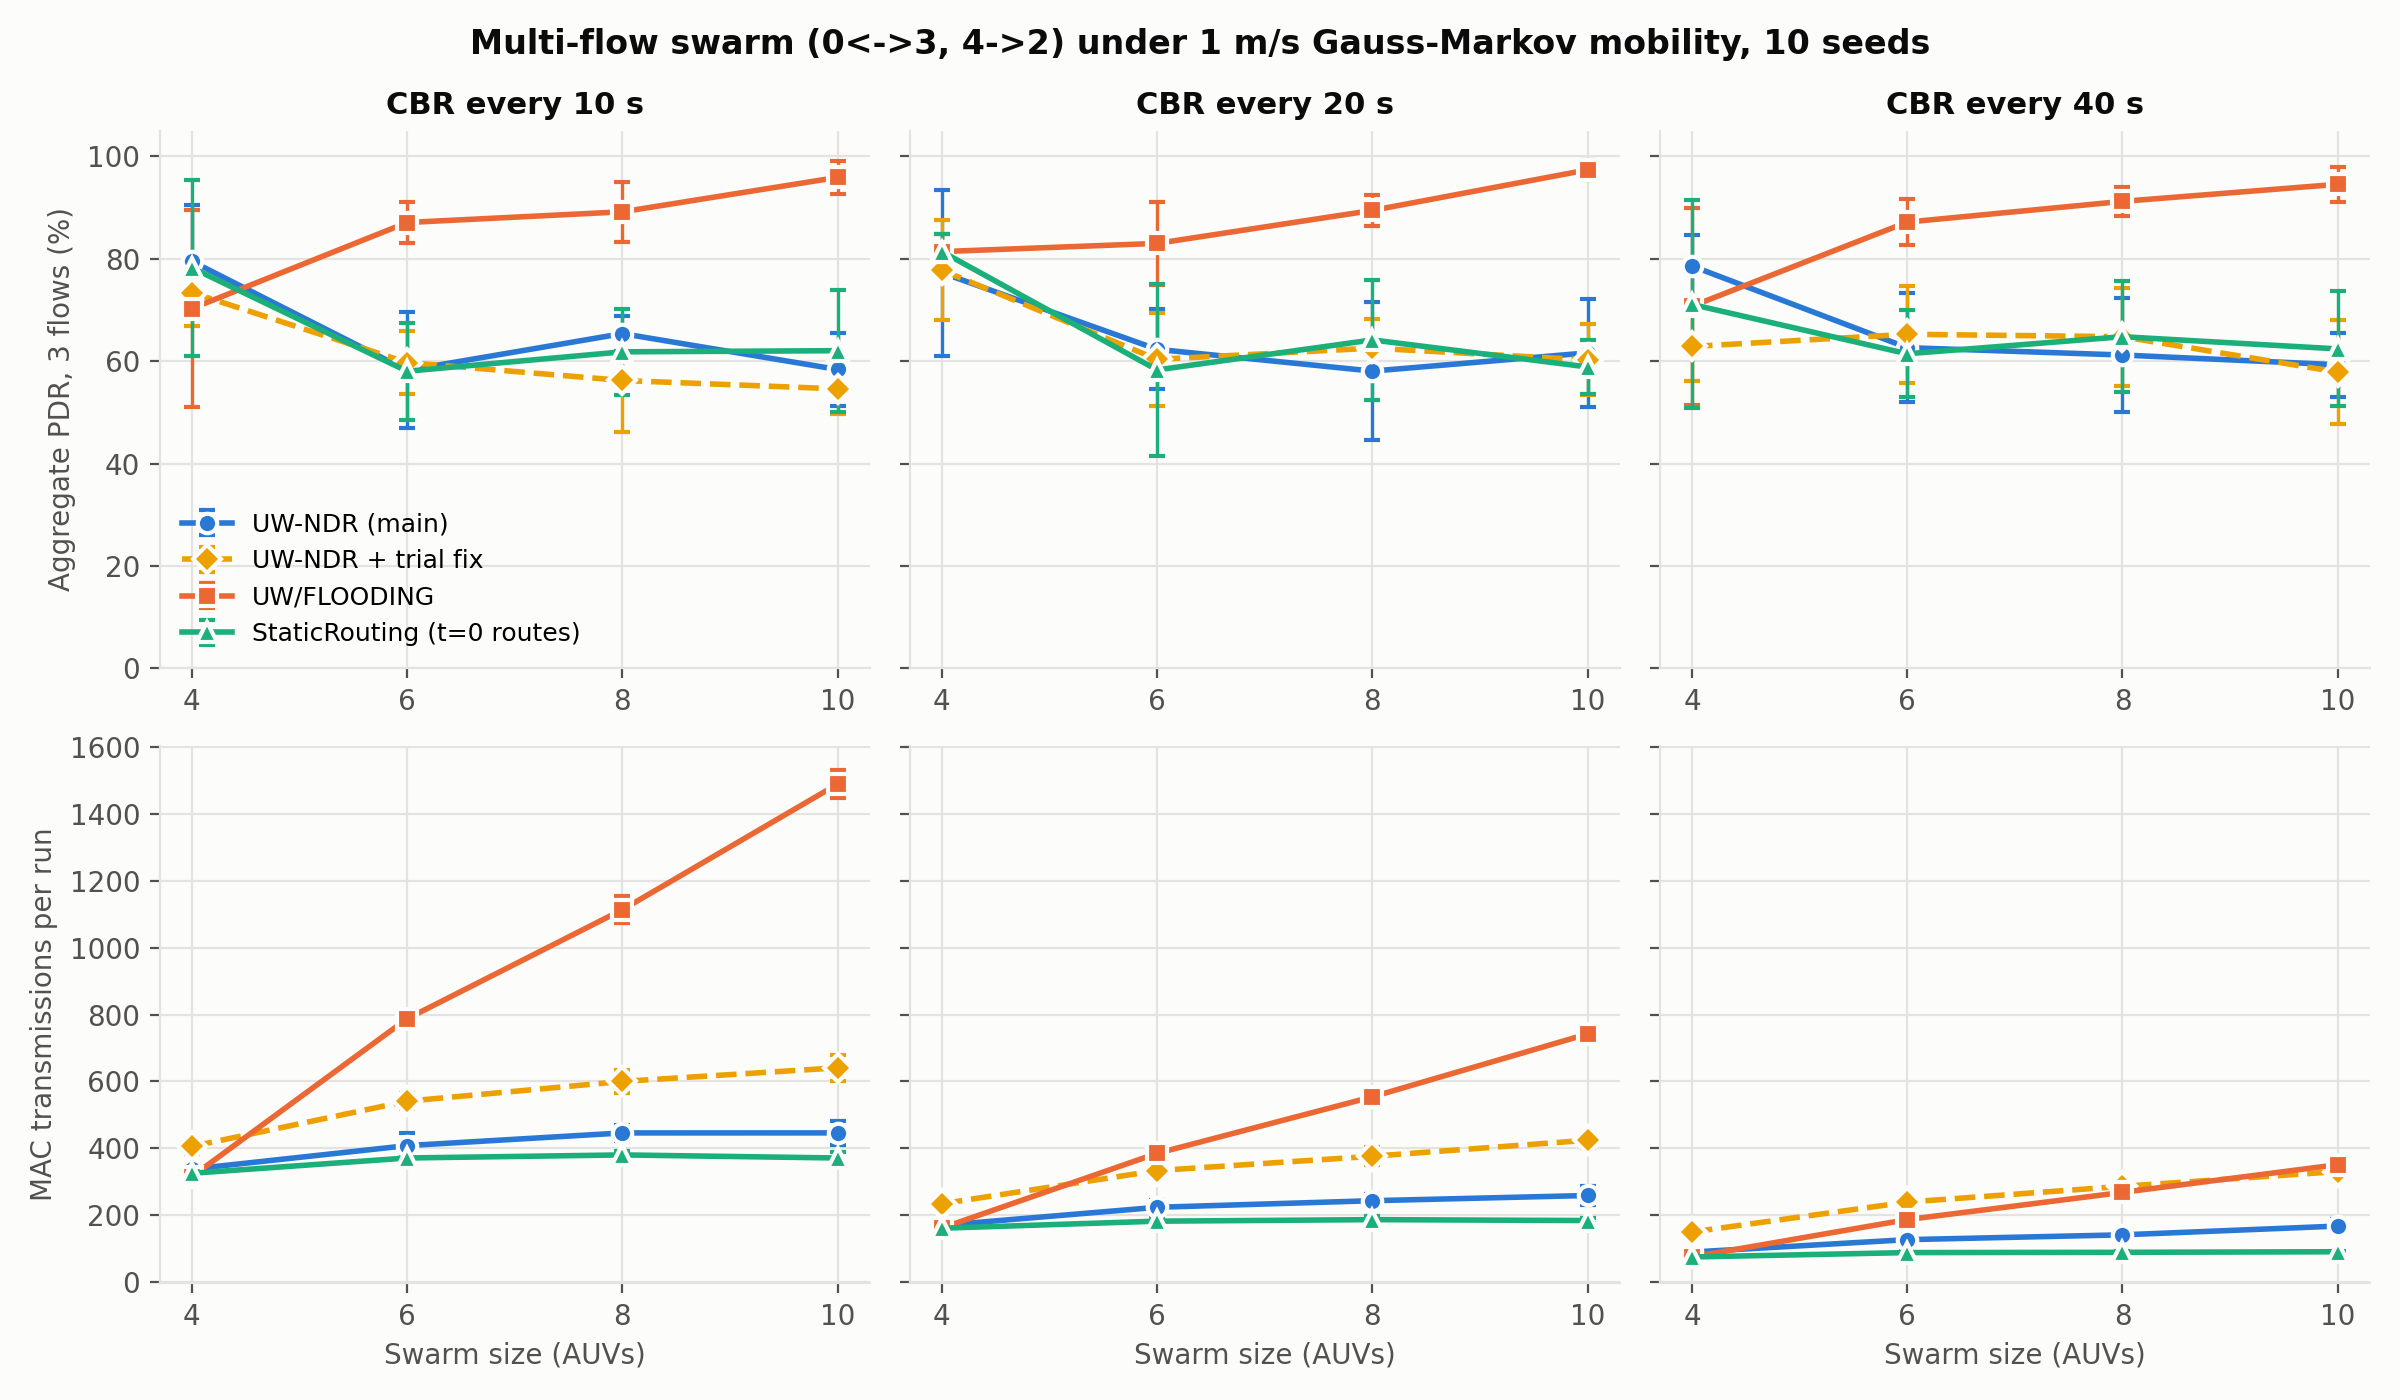 Multi-flow swarm (0<->3, 4->2) under 1 m/s Gauss-Markov mobility, 10 seeds
CBR every 10 s
CBR every 20 s
CBR every 40 s
Aggregate PDR, 3 flows (%)
100
80
60
40
20
0
UW-NDR (main)
UW-NDR + trial fix
UW/FLOODING
StaticRouting (t=0 routes)
4 6 8 10
4 6 8 10
4 6 8 10
MAC transmissions per run
1600
1400
1200
1000
800
600
400
200
0
4 6 8 10
4 6 8 10
4 6 8 10
Swarm size (AUVs)
Swarm size (AUVs)
Swarm size (AUVs)